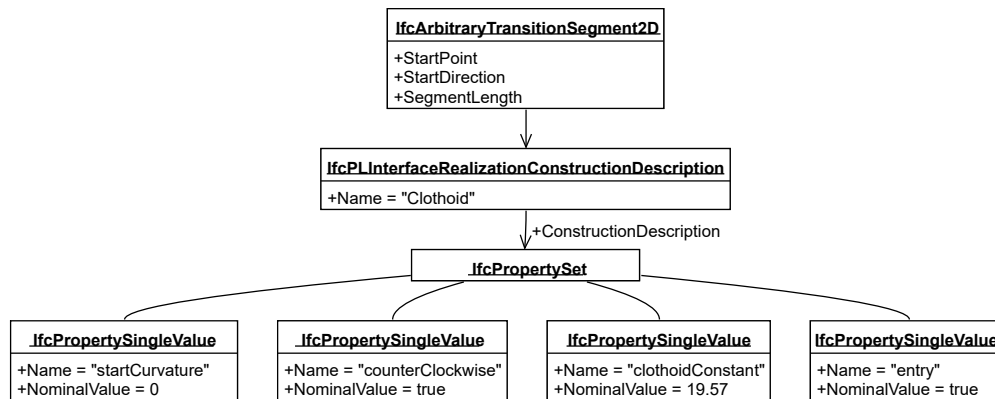 IfcArbitraryTransitionSegment2D
+StartPoint
+StartDirection
+SegmentLength
IfcPLInterfaceRealizationConstructionDescription
+Name = "Clothoid"
+ConstructionDescription
IfcPropertySet
IfcPropertySingleValue
+Name = "startCurvature"
+NominalValue = 0
IfcPropertySingleValue
+Name = "counterClockwise"
+NominalValue = true
IfcPropertySingleValue
+Name = "clothoidConstant"
+NominalValue = 19.57
IfcPropertySingleValue
+Name = "entry"
+NominalValue = true